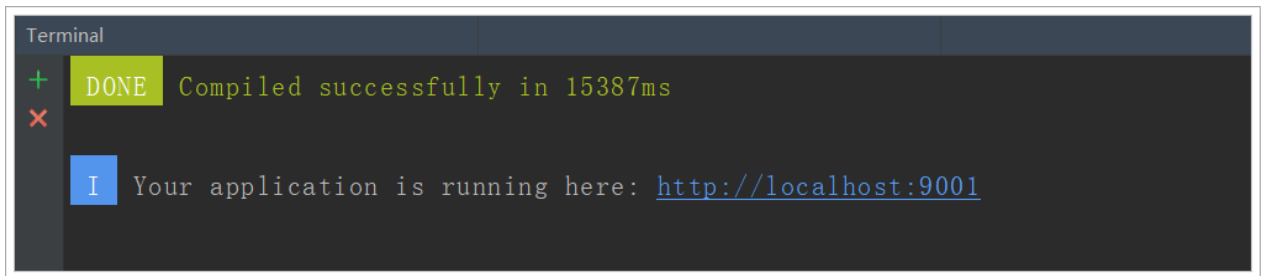 Terminal
DONE Compiled successfully in 15387ms
I Your application is running here: http://localhost:9001